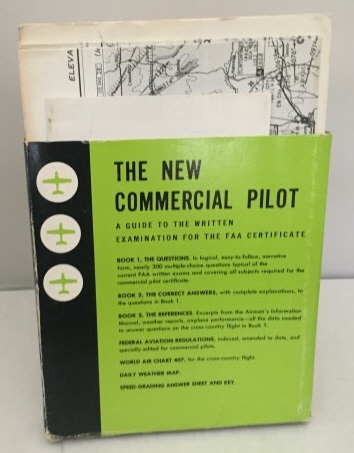 ELEVA
THE NEW
COMMERCIAL PILOT
A GUIDE TO THE WRITTEN
EXAMINATION FOR THE FAA CERTIFICATE
BOOK 1, THE QUESTIONS. In logical, easy-to-follow, narrative
form, nearly 300 multiple-choice questions typical of the
current FAA written exams and covering all subjects required for the
commercial pilot certificate.
BOOK 2, THE CORRECT ANSWERS, with complete explanations, to
the questions in Book 1.
BOOK 3, THE REFERENCES. Excerpts from the Airman's Information
Manual, weather reports, airplane performance—all the data needed
to answer questions on the cross-country flight in Book 1.
FEDERAL AVIATION REGULATIONS, indexed, amended to date, and
specially edited for commercial pilots.
WORLD AIR CHART 407, for the cross-country flight.
DAILY WEATHER MAP.
SPEED-GRADING ANSWER SHEET AND KEY.